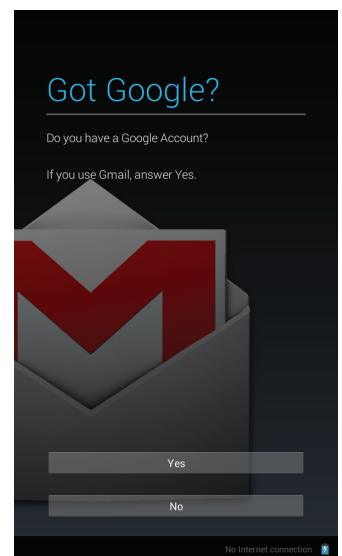 Got Google?
Do you have a Google Account?
If you use Gmail, answer Yes.
Yes
No
No Internet connection